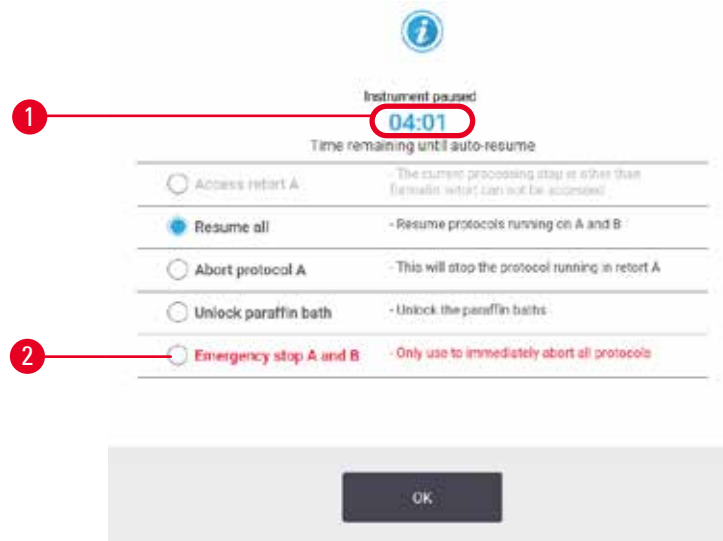 i
Instrument paused
1
04:01
Time remaining until auto-resume
Access retort A
- The current processing step is other than
formalin retort can not be accessed
Resume all
- Resume protocols running on A and B
Abort protocol A
- This will stop the protocol running in retort A
Unlock paraffin bath
- Unlock the paraffin baths
2
Emergency stop A and B
- Only use to immediately abort all protocols
OK